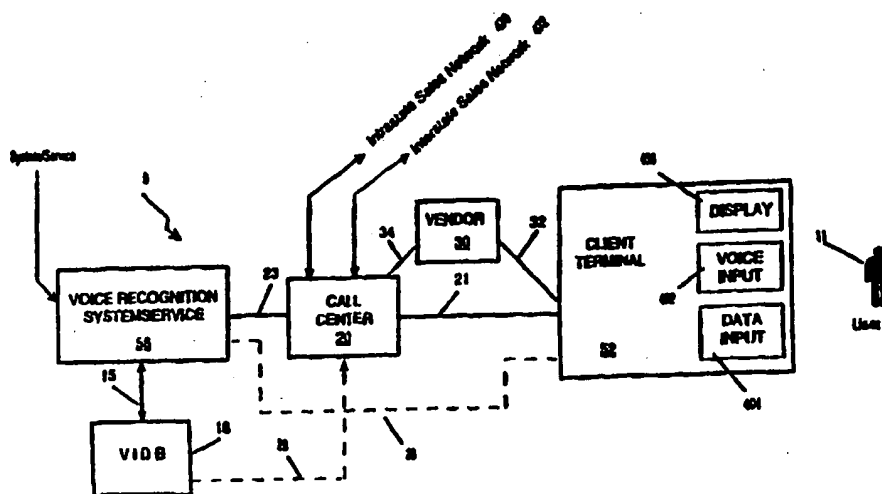 Intrastate Sales Network
Interstate Sales Network
System/Service
VENDOR
30
DISPLAY
34
32
11
CLIENT
TERMINAL
VOICE
INPUT
23
21
VOICE RECOGNITION
SYSTEMSERVICE
56
CALL
CENTER
20
DATA
INPUT
52
User
15
VIDB